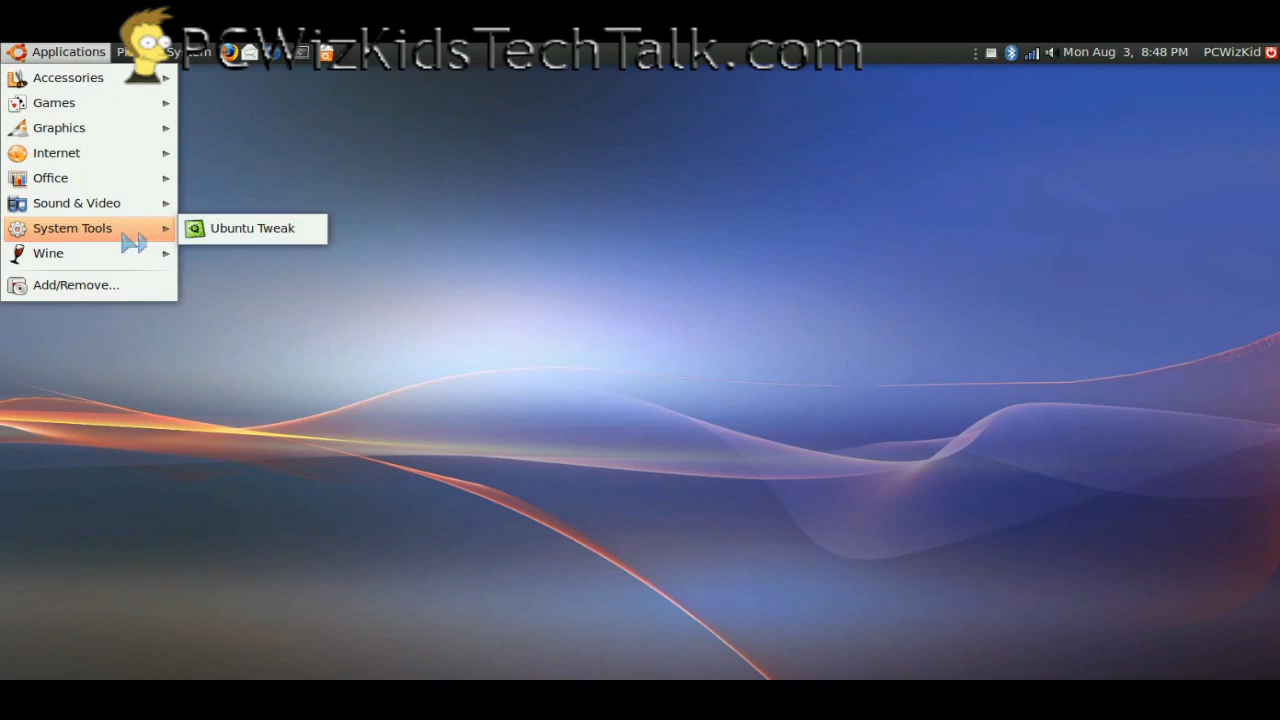 PCWizKidsTechTalk.com
Applications
System
Mon Aug 3, 8:48 PM
PCWizKid
Accessories
Games
Graphics
Internet
Office
Sound & Video
System Tools
Ubuntu Tweak
Wine
Add/Remove...